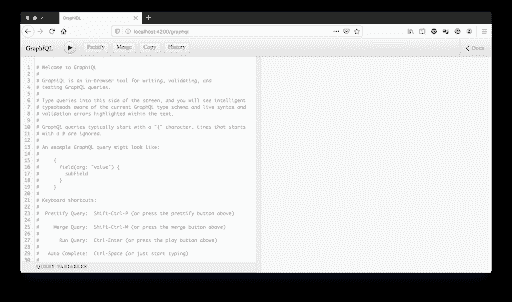 GraphiQL
localhost:4200/graphiql
GraphiQL Prettify Merge Copy History Docs
1 # Welcome to GraphiQL
2 #
3 # GraphiQL is an in-browser tool for writing, validating, and
4 # testing GraphQL queries.
5 #
6 # Type queries into this side of the screen, and you will see intelligent
7 # typeaheads aware of the current GraphQL type schema and live syntax and
8 # validation errors highlighted within the text.
9 #
10 # GraphQL queries typically start with a "{" character. Lines that starts
11 # with a # are ignored.
12 #
13 # An example GraphQL query might look like:
14 #
15 # {
16 # field(arg: "value") {
17 # subField
18 # }
19 # }
20 #
21 # Keyboard shortcuts:
22 #
23 # Prettify Query: Shift-Ctrl-P (or press the prettify button above)
24 #
25 # Merge Query: Shift-Ctrl-M (or press the merge button above)
26 #
27 # Run Query: Ctrl-Enter (or press the play button above)
28 #
29 # Auto Complete: Ctrl-Space (or just start typing)
30 #
QUERY VARIABLES